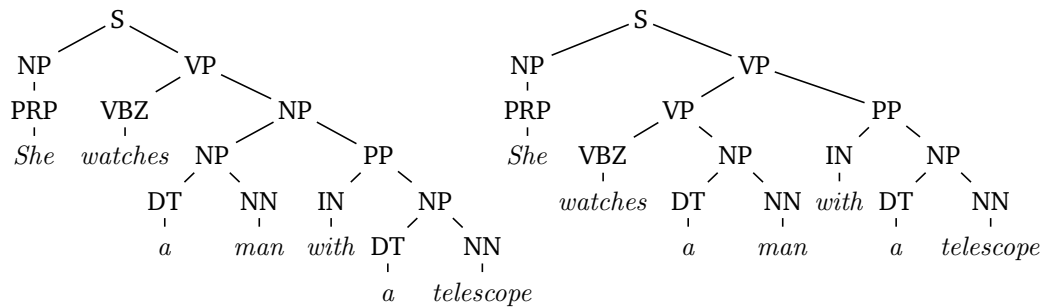 S S
NP VP NP VP
PRP VBZ NP PRP VP PP
She watches NP PP She VBZ NP IN NP
DT NN IN NP watches DT NN with DT NN
a man with DT NN a man a telescope
a telescope